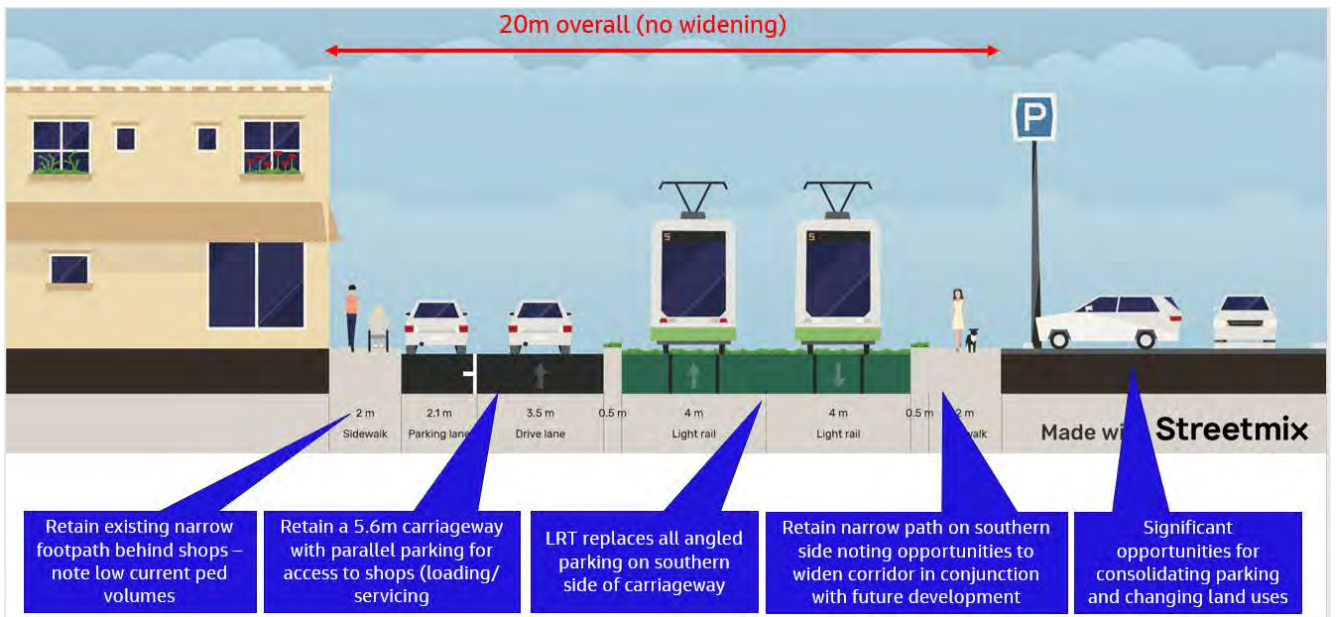 20m overall (no widening)
P
S
S
2 m
2.1 m
3.5 m
0.5 m
4 m
4 m
0.5 m
2 m
Sidewalk
Parking lane
Drive lane
Light rail
Light rail
Made
Streetmix
Retain existing narrow
footpath behind shops –
note low current ped
volumes
Retain a 5.6m carriageway
with parallel parking for
access to shops (loading/
servicing
LRT replaces all angled
parking on southern
side of carriageway
Retain narrow path on southern
side noting opportunities to
widen corridor in conjunction
with future development
Significant
opportunities for
consolidating parking
and changing land uses